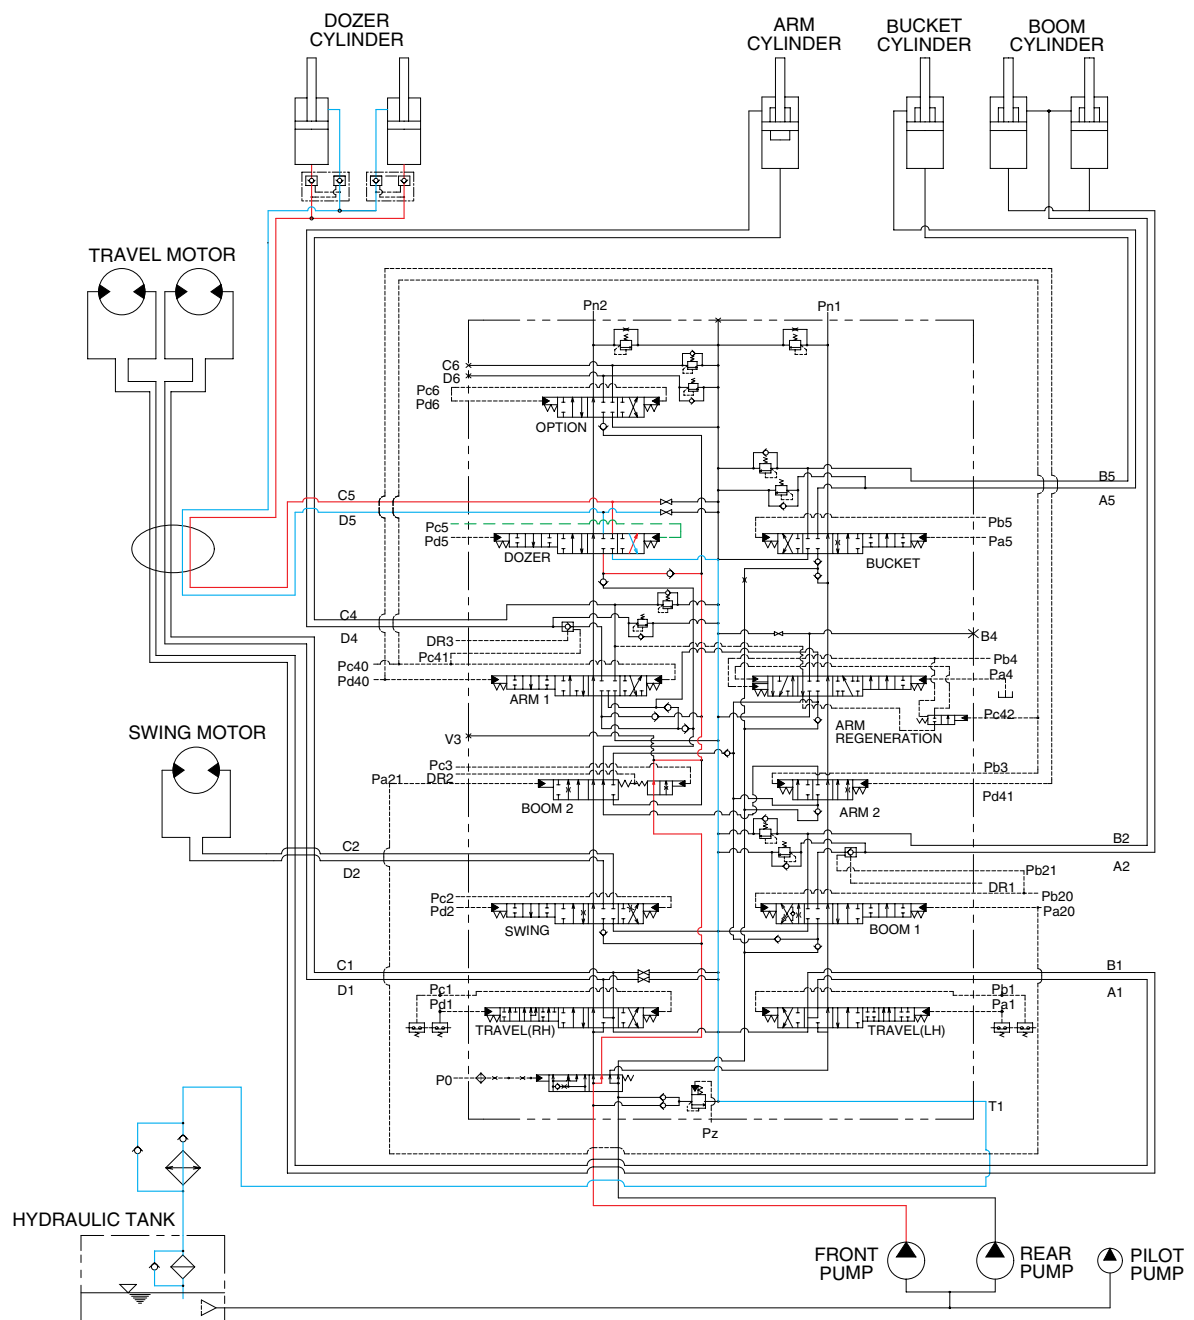 DOZER
CYLINDER
ARM
CYLINDER
BUCKET
CYLINDER
BOOM
CYLINDER
TRAVEL MOTOR
Pn2
Pn1
C6
D6
Pc6
Pd6
OPTION
C5
D5
Pc5
Pd5
DOZER
B5
A5
Pb5
Pa5
BUCKET
C4
D4
DR3
Pc41
Pc40
Pd40
ARM 1
B4
Pb4
Pa4
Pc42
ARM
REGENERATION
SWING MOTOR
V3
Pc3
DR2
Pa21
BOOM 2
Pb3
Pd41
ARM 2
C2
D2
Pc2
Pd2
SWING
B2
A2
Pb21
DR1
Pb20
Pa20
BOOM 1
C1
D1
Pc1
Pd1
TRAVEL(RH)
B1
A1
Pb1
Pa1
TRAVEL(LH)
P0
Pz
T1
HYDRAULIC TANK
FRONT
PUMP
REAR
PUMP
PILOT
PUMP